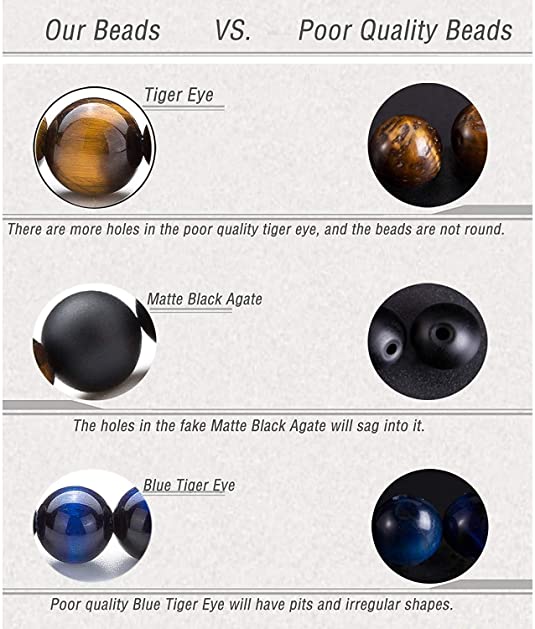 Our Beads VS. Poor Quality Beads
Tiger Eye
There are more holes in the poor quality tiger eye, and the beads are not round.
Matte Black Agate
The holes in the fake Matte Black Agate will sag into it.
Blue Tiger Eye
Poor quality Blue Tiger Eye will have pits and irregular shapes.